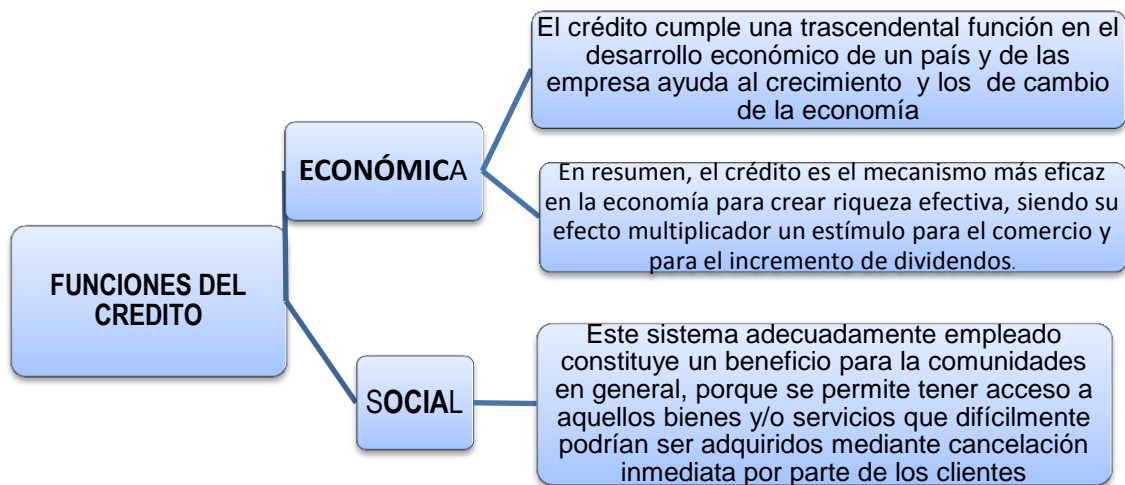 FUNCIONES DEL
CREDITO
ECONÓMICA
El crédito cumple una trascendental función en el
desarrollo económico de un país y de las
empresa ayuda al crecimiento y los de cambio
de la economía
En resumen, el crédito es el mecanismo más eficaz
en la economía para crear riqueza efectiva, siendo su
efecto multiplicador un estímulo para el comercio y
para el incremento de dividendos.
SOCIAL
Este sistema adecuadamente empleado
constituye un beneficio para la comunidades
en general, porque se permite tener acceso a
aquellos bienes y/o servicios que difícilmente
podrían ser adquiridos mediante cancelación
inmediata por parte de los clientes